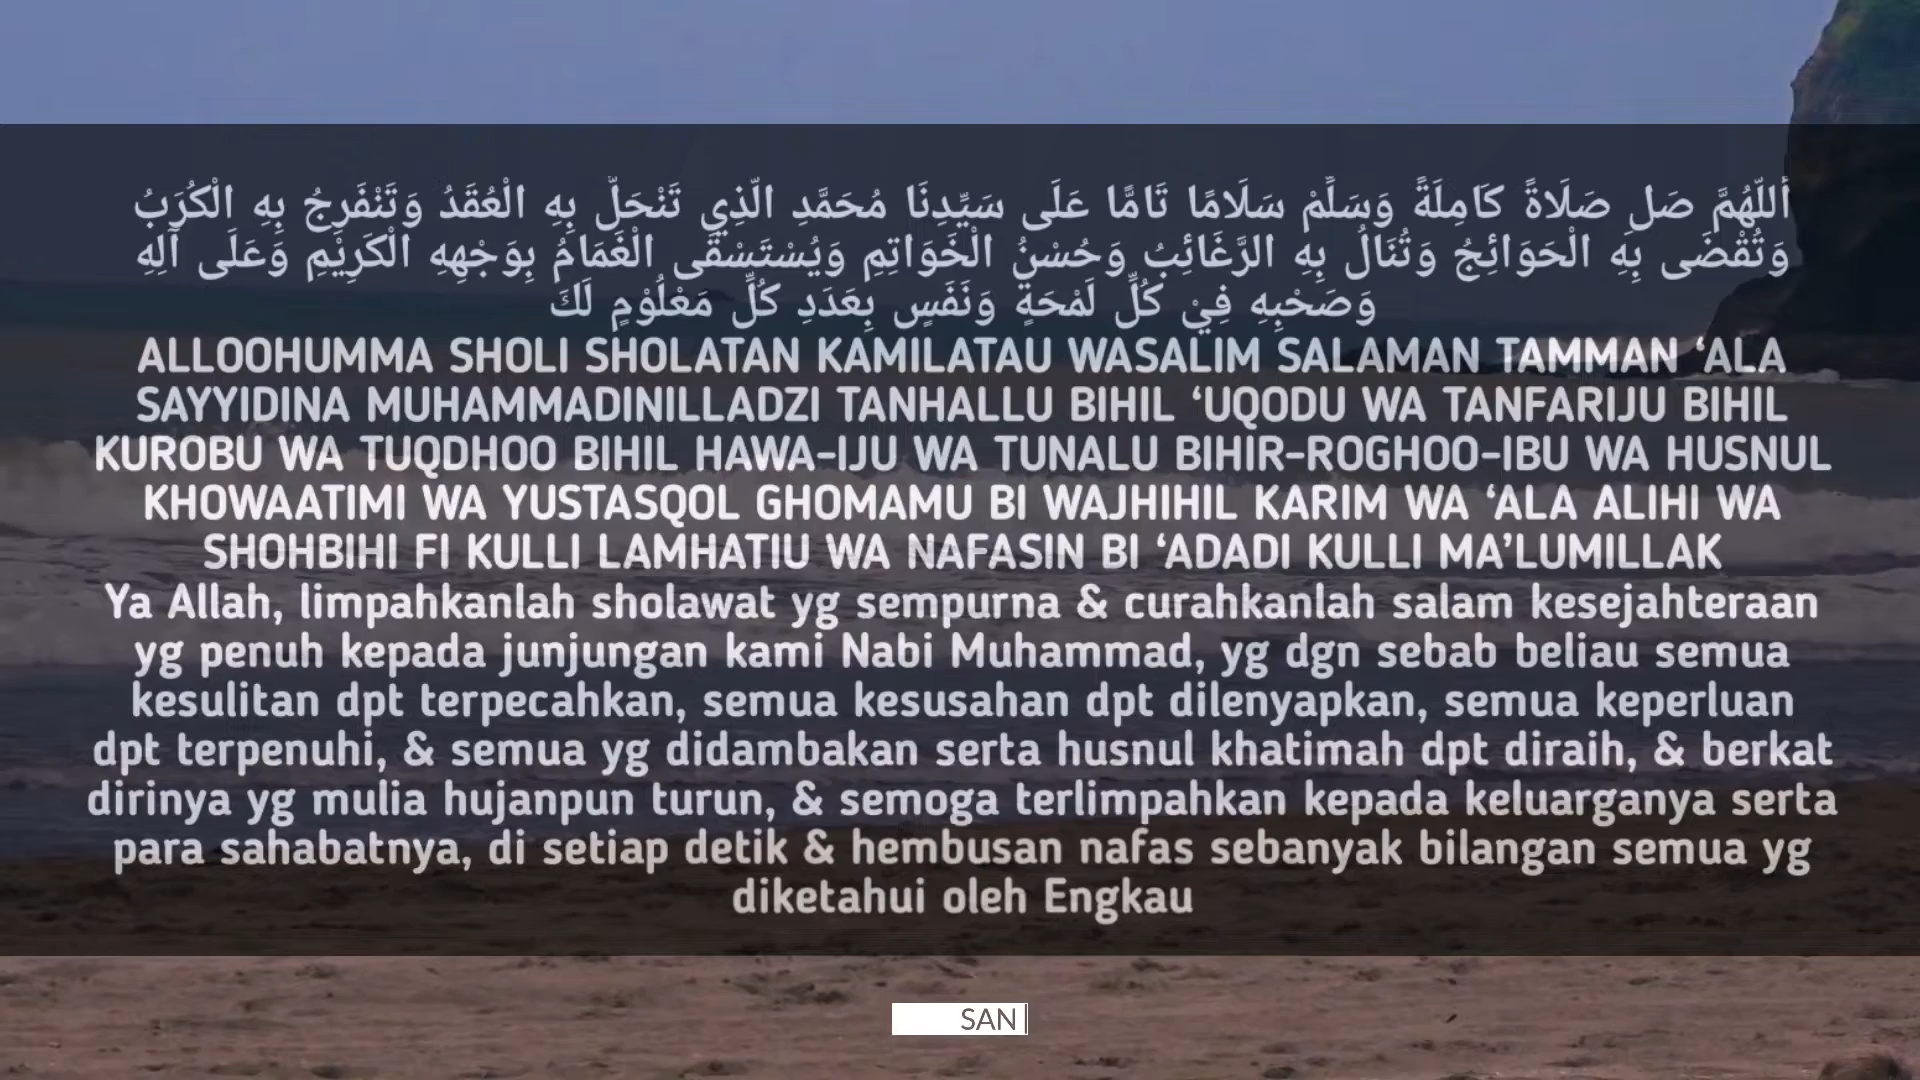 أَللّهُمَّ صَل صَلَاةً كَامِلَةً وَسَلِّمْ سَلَامًا تَامًّا عَلَى سَيِّدِنَا مُحَمَّدِ الّذِي تَنْحَلّ بِهِ الْعُقَدُ وَتَنْفَرِجُ بِهِ الْكُرَبُ
وَتُقْضَى بِهِ الْحَوَائِجُ وَتُنَالُ بِهِ الرَّغَائِبُ وَحُسْنُ الْخَوَاتِمِ وَيُسْتَسْقَى الْغَمَامُ بِوَجْهِهِ الْكَرِيْمِ وَعَلَى آلِهِ
وَصَحْبِهِ فِيْ كُلِّ لَمْحَةٍ وَنَفَسٍ بِعَدَدِ كُلِّ مَعْلُوْمٍ لَكَ
ALLOOHUMMA SHOLI SHOLATAN KAMILATAU WASALIM SALAMAN TAMMAN ‘ALA
SAYYIDINA MUHAMMADINILLADZI TANHALLU BIHIL ‘UQODU WA TANFARIJU BIHIL
KUROBU WA TUQDHOO BIHIL HAWA-IJU WA TUNALU BIHIR-ROGHOO-IBU WA HUSNUL
KHOWAATIMI WA YUSTASQOL GHOMAMU BI WAJHIHIL KARIM WA ‘ALA ALIHI WA
SHOHBIHI FI KULLI LAMHATIU WA NAFASIN BI ‘ADADI KULLI MA’LUMILLAK
Ya Allah, limpahkanlah sholawat yg sempurna & curahkanlah salam kesejahteraan
yg penuh kepada junjungan kami Nabi Muhammad, yg dgn sebab beliau semua
kesulitan dpt terpecahkan, semua kesusahan dpt dilenyapkan, semua keperluan
dpt terpenuhi, & semua yg didambakan serta husnul khatimah dpt diraih, & berkat
dirinya yg mulia hujanpun turun, & semoga terlimpahkan kepada keluarganya serta
para sahabatnya, di setiap detik & hembusan nafas sebanyak bilangan semua yg
diketahui oleh Engkau
SAN